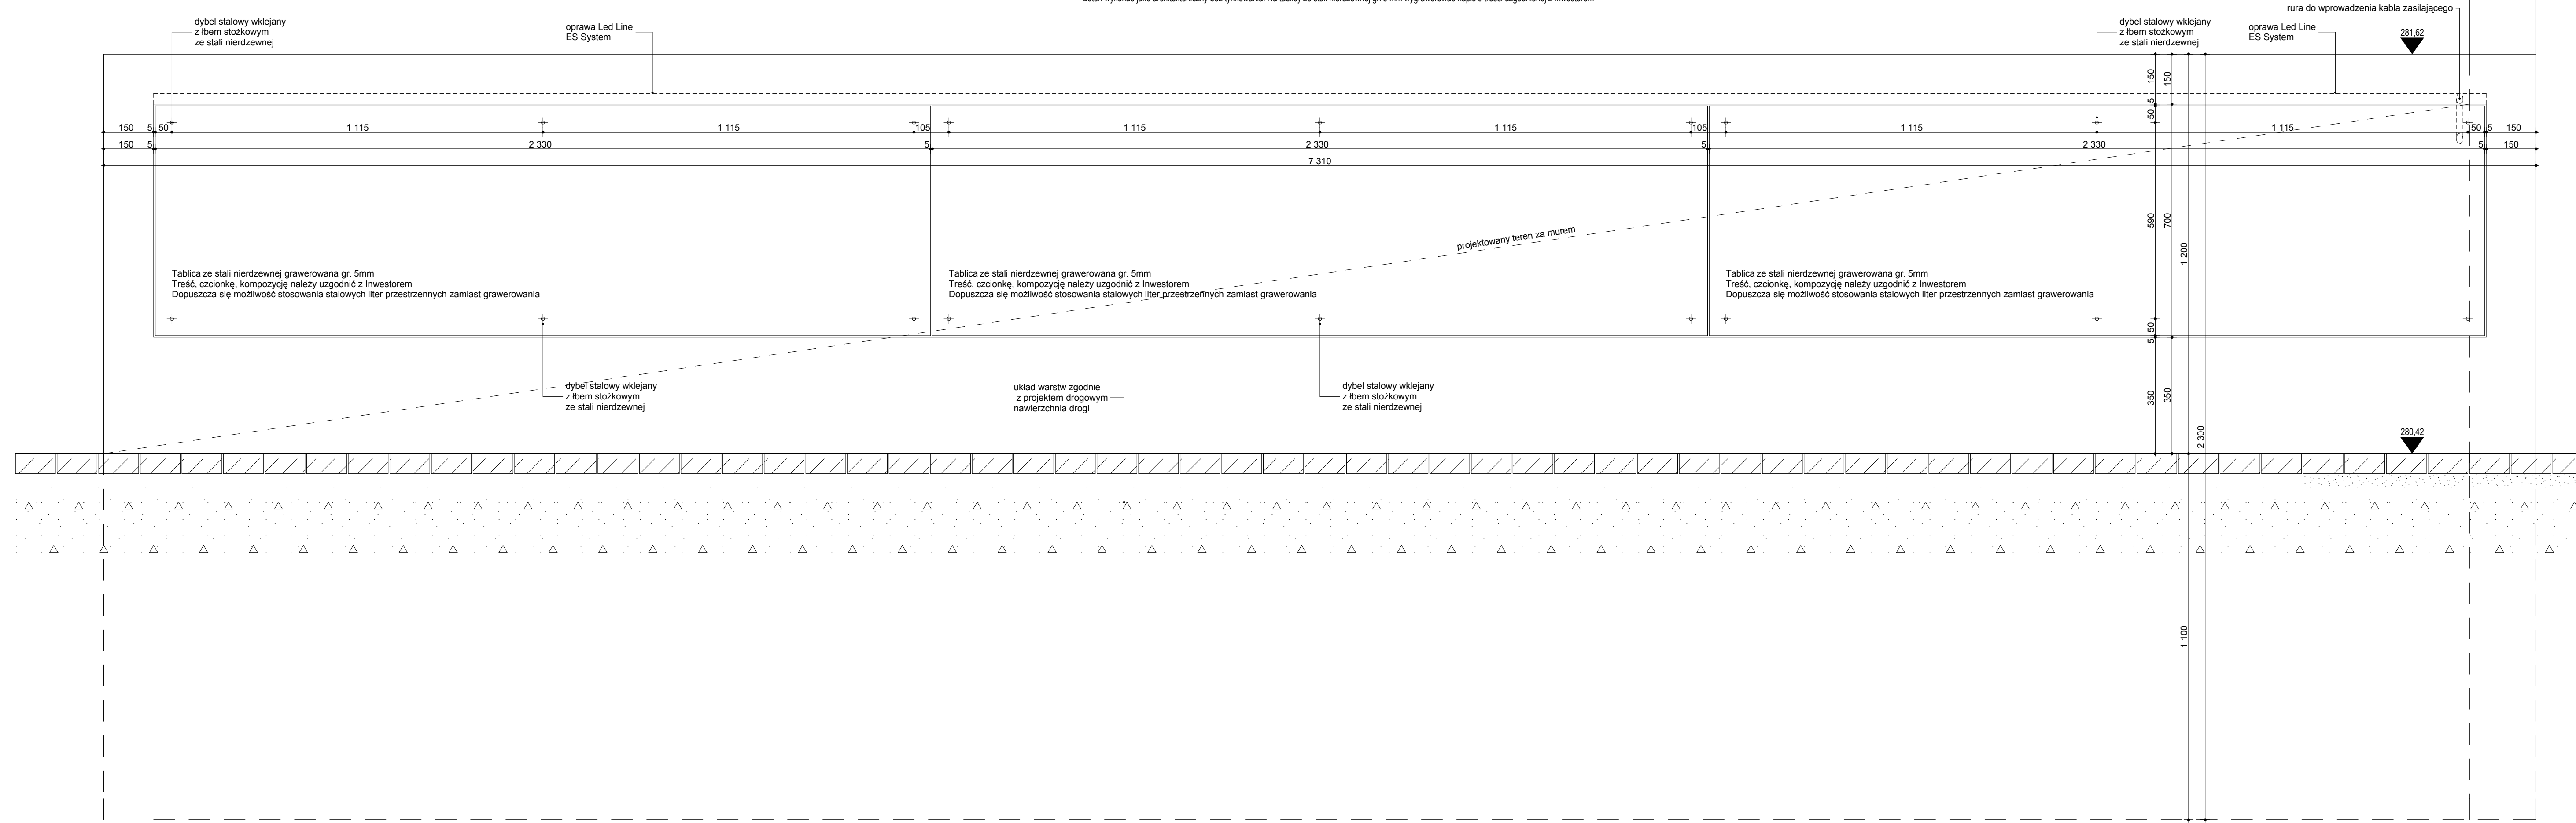 rura do wprowadzenia kabla zasilającego
dybel stalowy wklejany
z łbem stożkowym
ze stali nierdzewnej
oprawa Led Line
ES System
dybel stalowy wklejany
z łbem stożkowym
ze stali nierdzewnej
oprawa Led Line
ES System
281,62
150
150
5
50
150 5 50 1 115 1 115 105 1 115 1 115 105 1 115 1 115 50 5 150
150 5 2 330 5 2 330 5 2 330 5 150
7 310
590
700
1 200
projektowany teren za murem
Tablica ze stali nierdzewnej grawerowana gr. 5mm
Treść, czcionkę, kompozycję należy uzgodnić z Inwestorem
Dopuszcza się możliwość stosowania stalowych liter przestrzennych zamiast grawerowania
Tablica ze stali nierdzewnej grawerowana gr. 5mm
Treść, czcionkę, kompozycję należy uzgodnić z Inwestorem
Dopuszcza się możliwość stosowania stalowych liter przestrzennych zamiast grawerowania
Tablica ze stali nierdzewnej grawerowana gr. 5mm
Treść, czcionkę, kompozycję należy uzgodnić z Inwestorem
Dopuszcza się możliwość stosowania stalowych liter przestrzennych zamiast grawerowania
50
5
dybel stalowy wklejany
z łbem stożkowym
ze stali nierdzewnej
układ warstw zgodnie
z projektem drogowym
nawierzchnia drogi
dybel stalowy wklejany
z łbem stożkowym
ze stali nierdzewnej
350
350
2 300
280,42
1 100